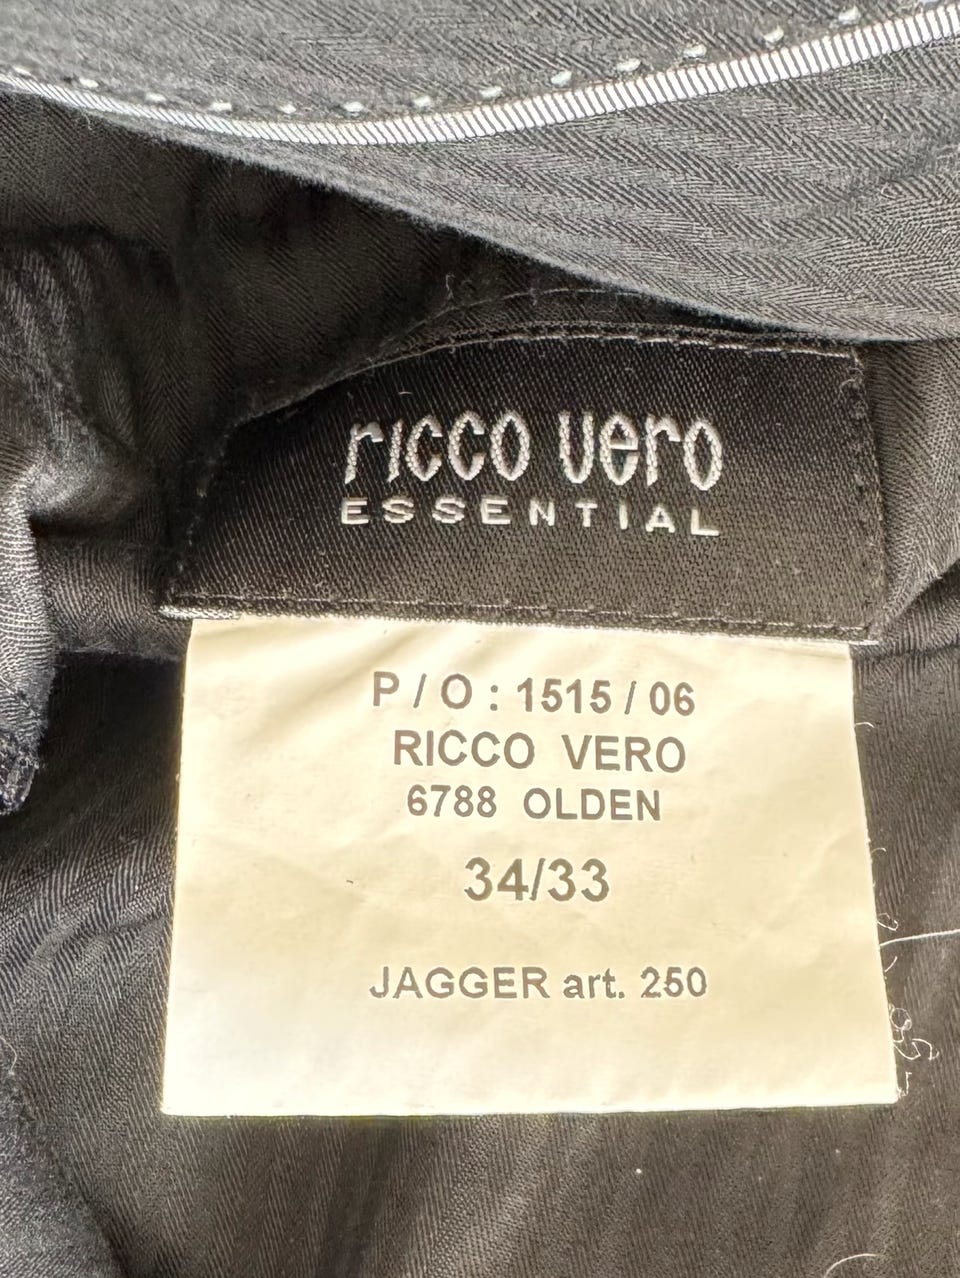 ricco vero
ESSENTIAL
P / O : 1515 / 06
RICCO VERO
6788 OLDEN
34/33
JAGGER art. 250